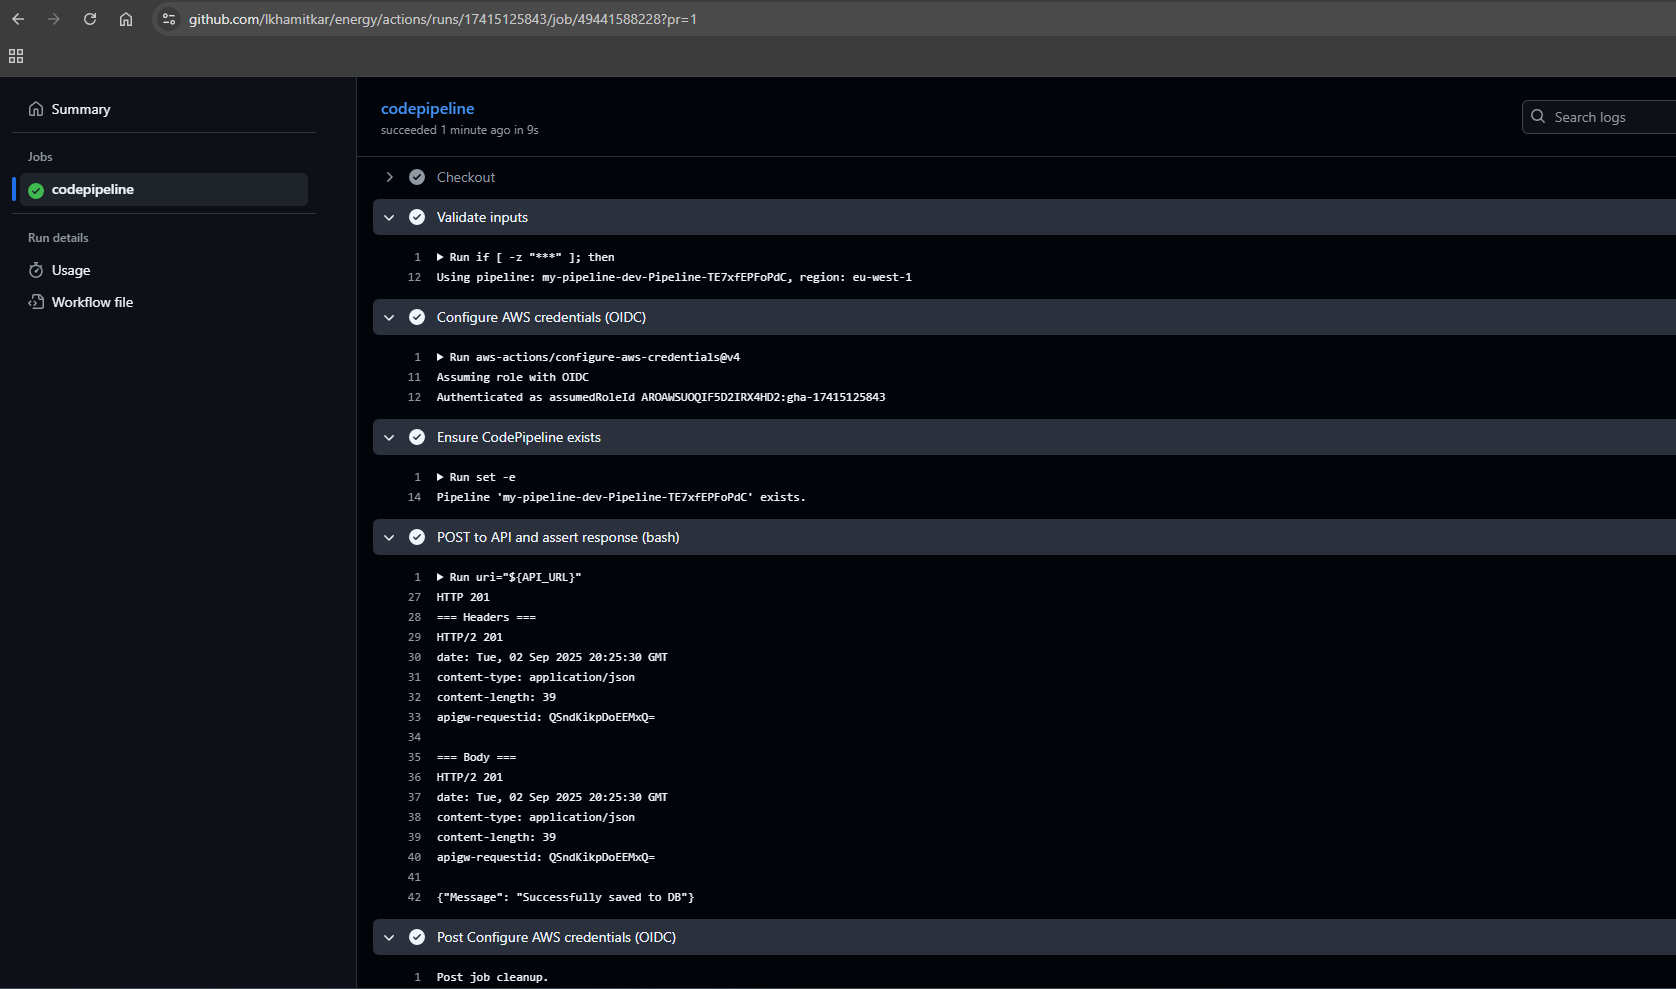 github.com/lkhamitkar/energy/actions/runs/17415125843/job/49441588228?pr=1
Summary
Jobs
codepipeline
Run details
Usage
Workflow file
codepipeline
succeeded 1 minute ago in 9s
Search logs
Checkout
Validate inputs
1 Run if [ -z "***" ]; then
12 Using pipeline: my-pipeline-dev-Pipeline-TE7xfEPFoPdC, region: eu-west-1
Configure AWS credentials (OIDC)
1 Run aws-actions/configure-aws-credentials@v4
11 Assuming role with OIDC
12 Authenticated as assumedRoleId AROAWSUOQIF5D2IRX4HD2:gha-17415125843
Ensure CodePipeline exists
1 Run set -e
14 Pipeline 'my-pipeline-dev-Pipeline-TE7xfEPFoPdC' exists.
POST to API and assert response (bash)
1 Run uri="${API_URL}"
27 HTTP 201
28 === Headers ===
29 HTTP/2 201
30 date: Tue, 02 Sep 2025 20:25:30 GMT
31 content-type: application/json
32 content-length: 39
33 apigw-requestid: QSndKikpDoEEMxQ=
34
35 === Body ===
36 HTTP/2 201
37 date: Tue, 02 Sep 2025 20:25:30 GMT
38 content-type: application/json
39 content-length: 39
40 apigw-requestid: QSndKikpDoEEMxQ=
41
42 {"Message": "Successfully saved to DB"}
Post Configure AWS credentials (OIDC)
1 Post job cleanup.